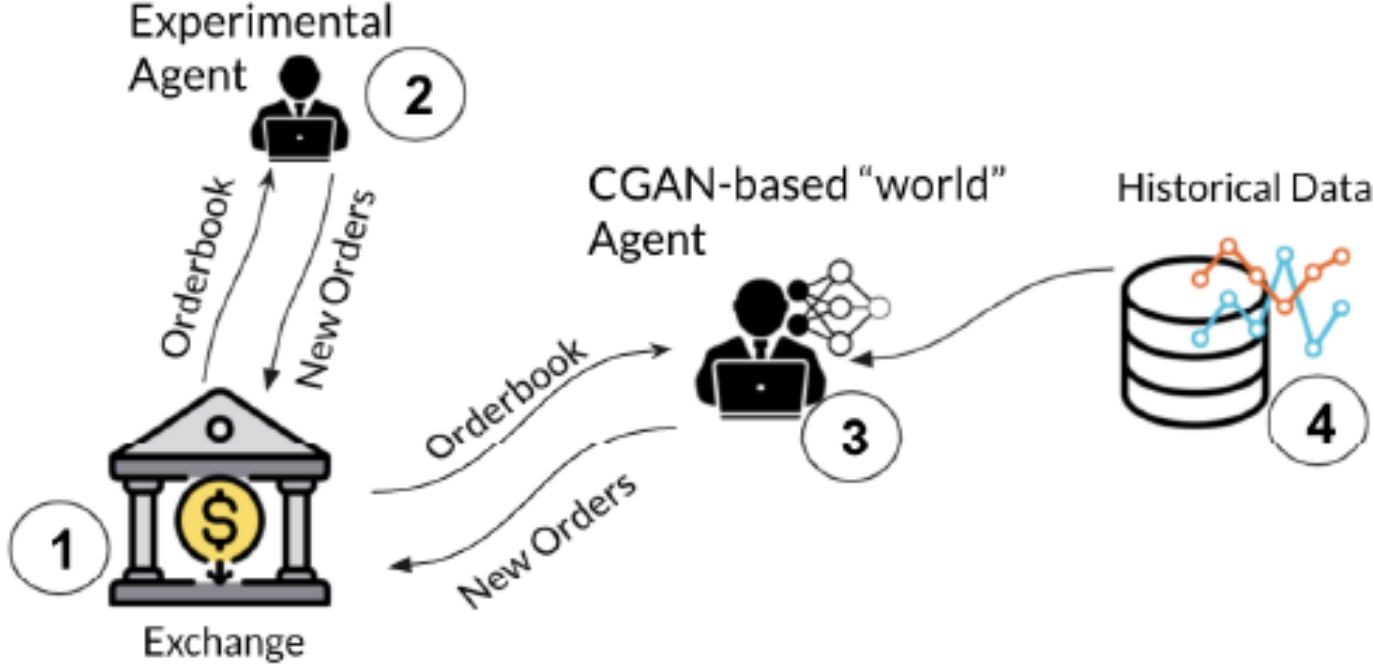 Experimental
Agent
2
Orderbook
New Orders
CGAN-based “world”
Agent
Historical Data
Orderbook
3
4
New Orders
$
1
Exchange